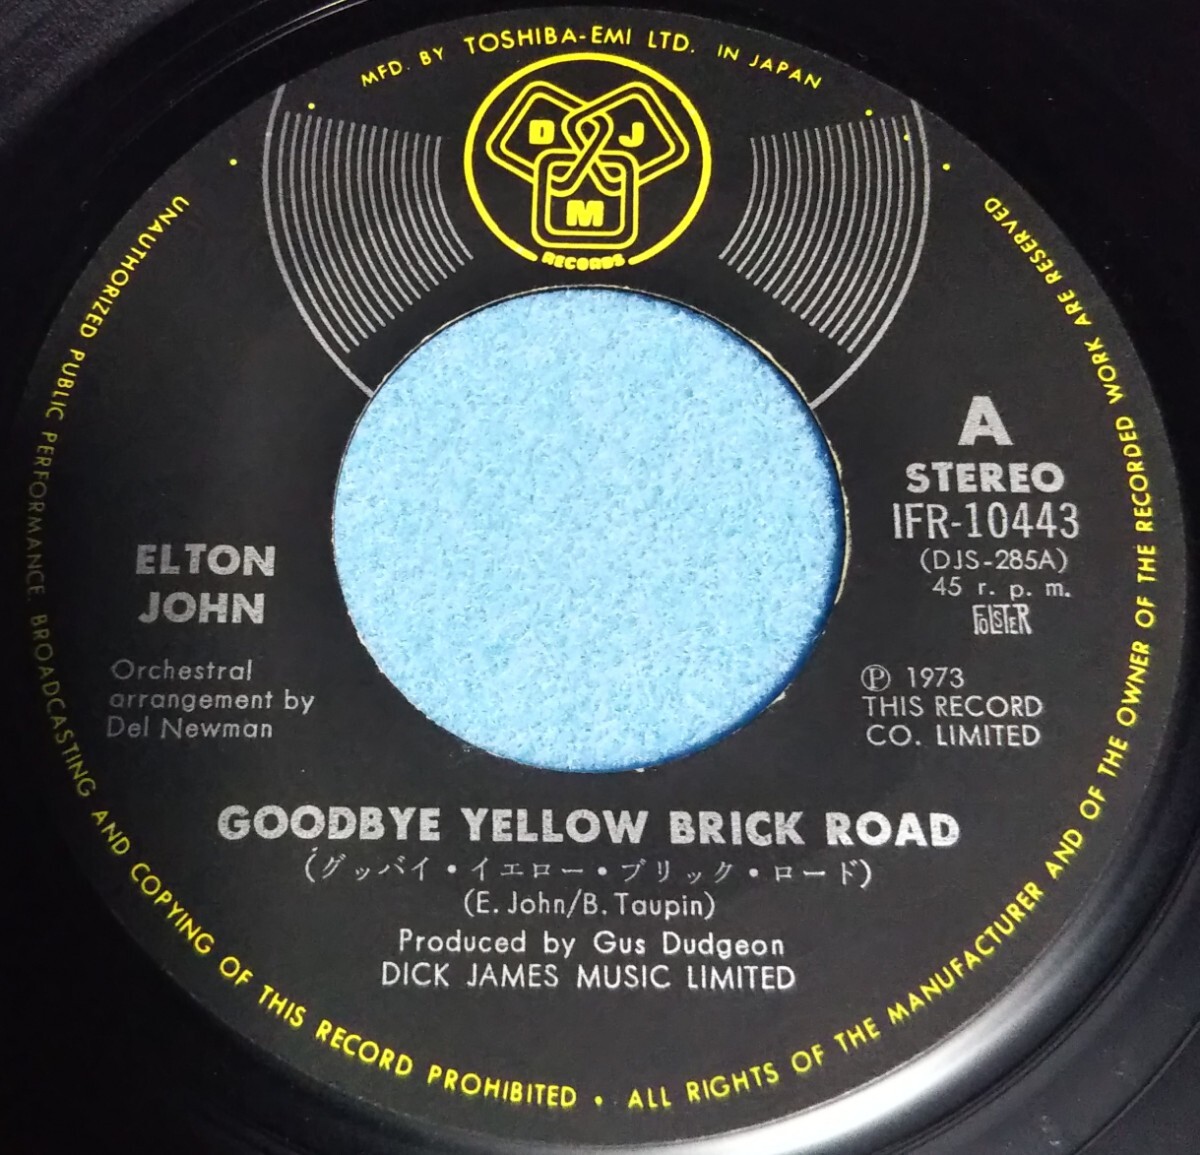 MFD. BY TOSHIBA-EMI LTD. IN JAPAN
D J
M
RECORDS
A
STEREO
IFR-10443
(DJS-285A)
45 r. p. m.
FOLSTER
ELTON
JOHN
Orchestral
arrangement by
Del Newman
Ⓟ 1973
THIS RECORD
CO. LIMITED
GOODBYE YELLOW BRICK ROAD
(グッバイ・イエロー・ブリック・ロード)
(E. John/B. Taupin)
Produced by Gus Dudgeon
DICK JAMES MUSIC LIMITED
UNAUTHORIZED PUBLIC PERFORMANCE. BROADCASTING AND COPYING OF THIS RECORD PROHIBITED • ALL RIGHTS OF THE MANUFACTURER AND OF THE OWNER OF THE RECORDED WORK ARE RESERVED